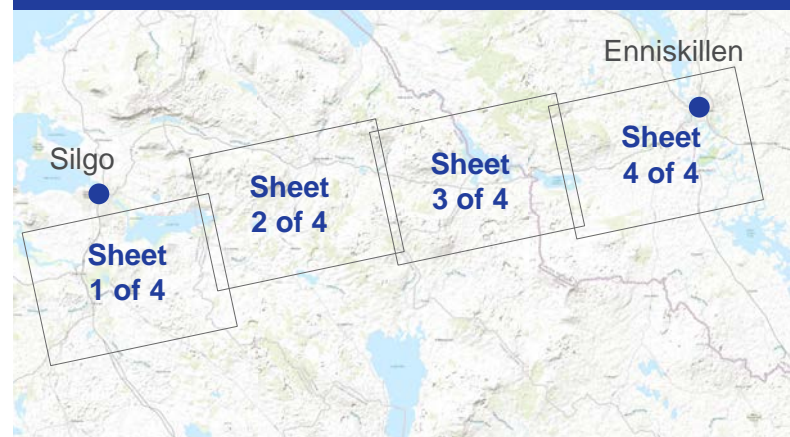 Enniskillen
Silgo
Sheet
1 of 4
Sheet
2 of 4
Sheet
3 of 4
Sheet
4 of 4